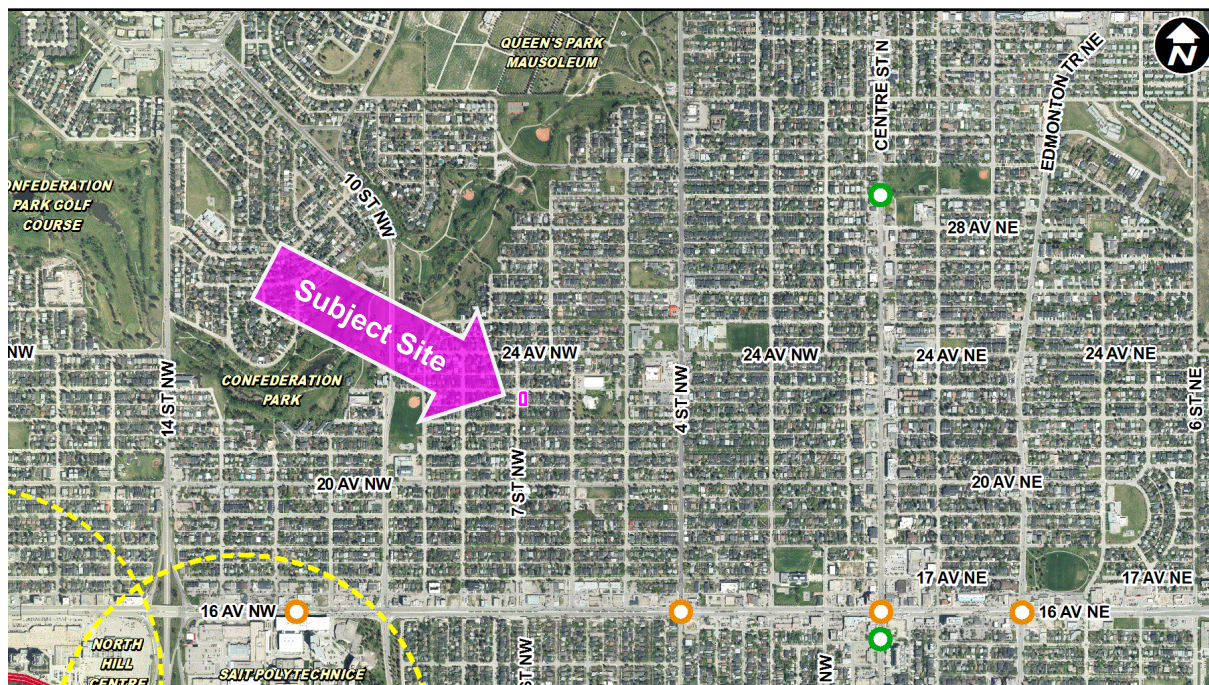 QUEEN'S PARK
MAUSOLEUM
N
CENTRE ST N
EDMONTON TR NE
CONFEDERATION
PARK GOLF
COURSE
10 ST NW
28 AV NE
Subject Site
NW
24 AV NW
24 AV NW
24 AV NE
24 AV NE
14 ST NW
CONFEDERATION
PARK
4 ST NW
6 ST NE
7 ST NW
20 AV NW
20 AV NE
17 AV NE
17 AV NE
16 AV NW
16 AV NE
NORTH
HILL
CENTRE
SAIT POLYTECHNICE
ST NW
NW